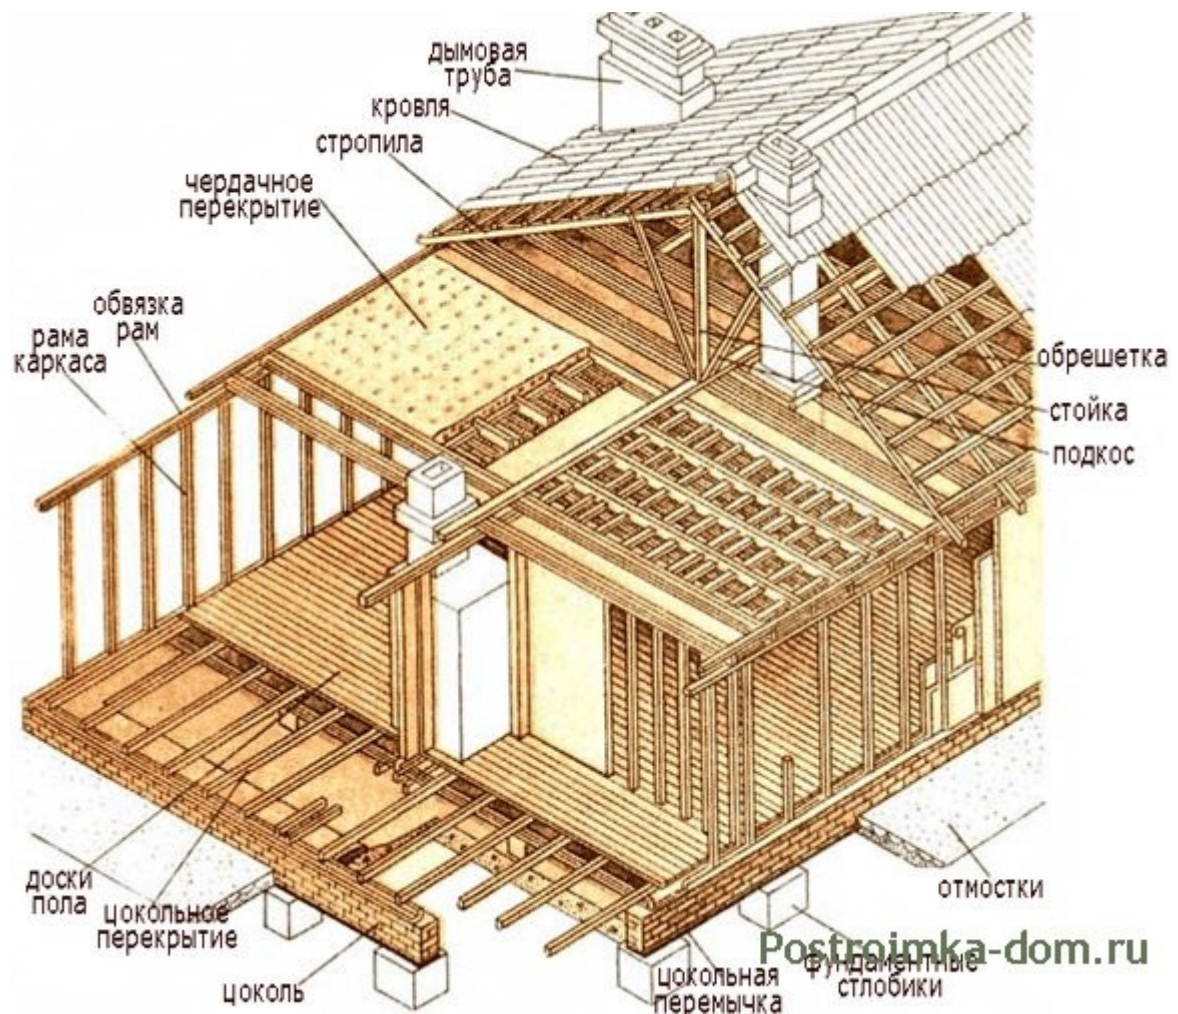 дымовая
труба
кровля
стропила
чердачное
перекрытие
обвязка
рам
рама
каркаса
обрешетка
стойка
подкос
доски
пола
цокольное
перекрытие
цоколь
отмостки
цокольная
перемычка
фундаментные
стлобики
Postroimka-dom.ru